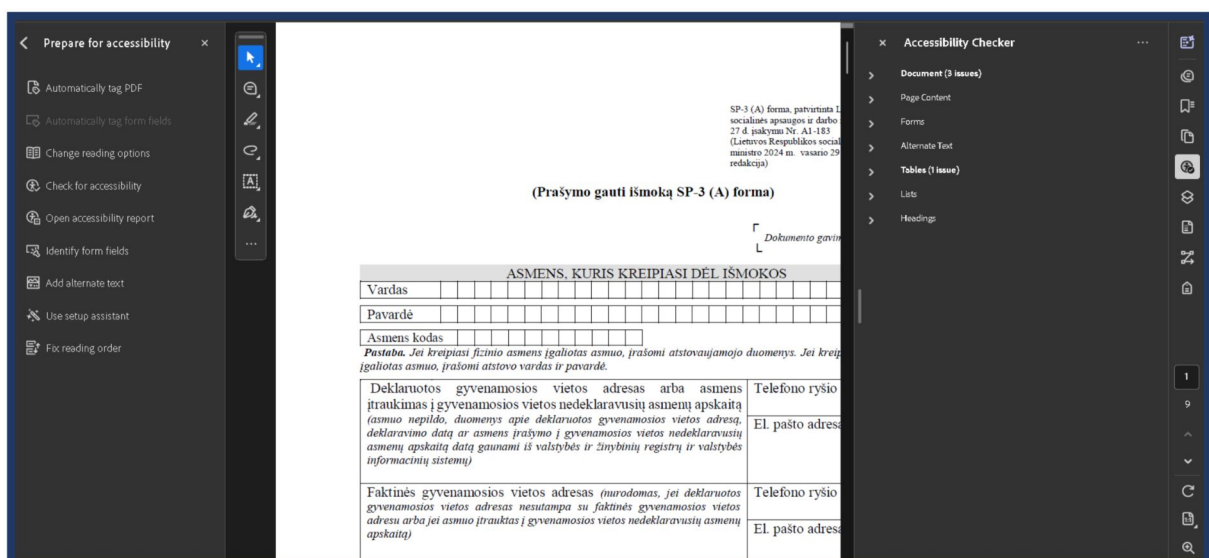 Prepare for accessibility
Automatically tag PDF
Automatically tag form fields
Change reading options
Check for accessibility
Open accessibility report
Identify form fields
Add alternate text
Use setup assistant
Fix reading order
SP-3 (A) forma, patvirtinta L
socialinės apsaugos ir darbo
27 d. įsakymu Nr. A1-183
(Lietuvos Respublikos social
ministro 2024 m. vasario 29
redakcija)
(Prašymo gauti išmoką SP-3 (A) forma)
Dokumento gavin
ASMENS, KURIS KREIPIASI DĖL IŠMOKOS
Vardas
Pavardė
Asmens kodas
Pastaba. Jei kreipiasi fizinio asmens įgaliotas asmuo, įrašomi atstovaujamojo duomenys. Jei kreip
įgaliotas asmuo, įrašomi atstovo vardas ir pavardė.
Deklaruotos gyvenamosios vietos adresas arba asmens
įtraukimas į gyvenamosios vietos nedeklaravusių asmenų apskaitą
(asmuo nepildo, duomenys apie deklaruotos gyvenamosios vietos adresą,
deklaravimo datą ar asmens įrašymo į gyvenamosios vietos nedeklaravusių
asmenų apskaitą datą gaunami iš valstybės ir žinybinių registrų ir valstybės
informacinių sistemų)
Telefono ryšio
El. pašto adresa
Faktinės gyvenamosios vietos adresas (nurodomas, jei deklaruotos
gyvenamosios vietos adresas nesutampa su faktinės gyvenamosios vietos
adresu arba jei asmuo įtrauktas į gyvenamosios vietos nedeklaravusių asmenų
apskaitą)
Telefono ryšio
El. pašto adresa
Accessibility Checker
Document (3 issues)
Page Content
Forms
Alternate Text
Tables (1 issue)
Lists
Headings
1
9